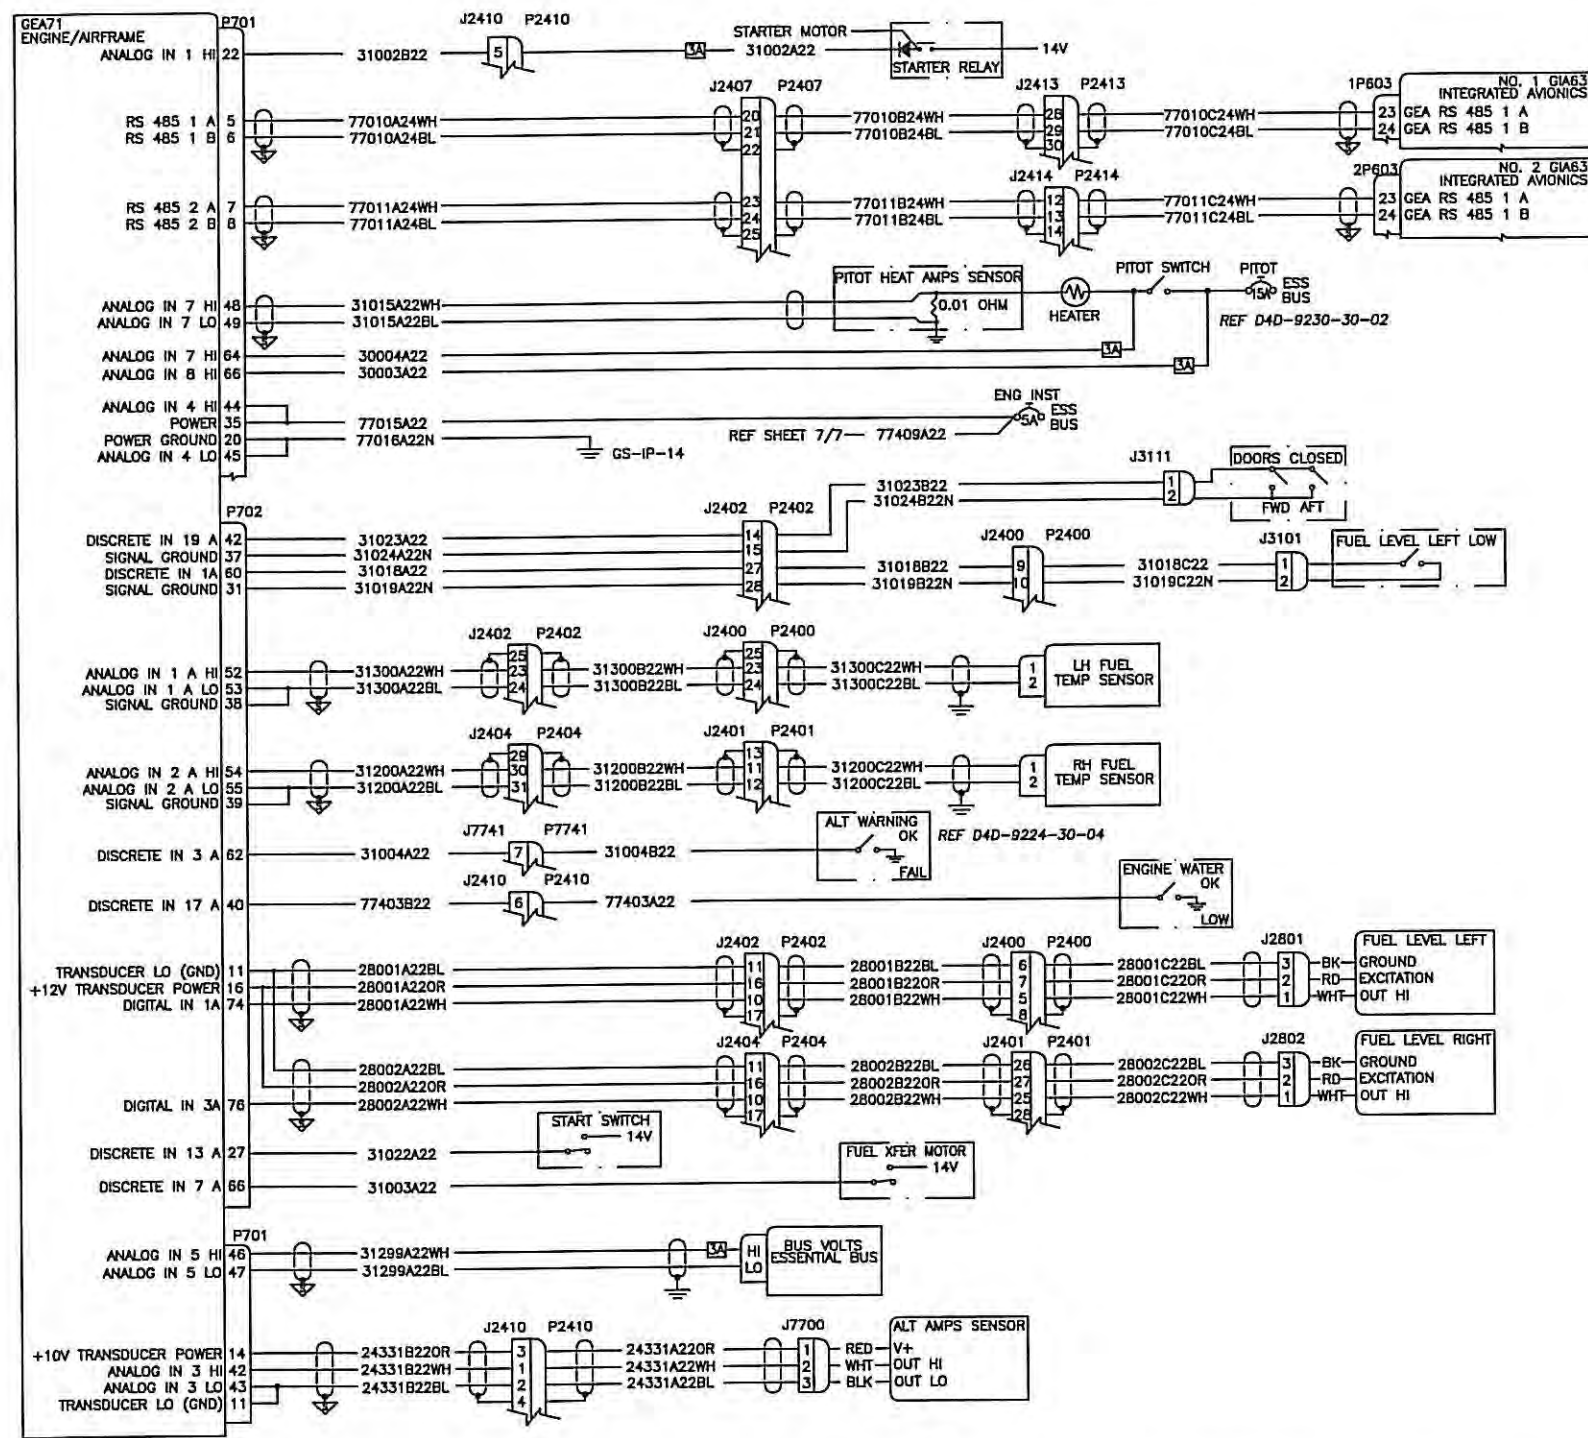 GEA71
ENGINE/AIRFRAME
P701
J2410 P2410
ANALOG IN 1 HI 22 31002B22 5 3A 31002A22
STARTER MOTOR
14V
STARTER RELAY
J2407 P2407
J2413 P2413
1P603
NO. 1 GIA63
INTEGRATED AVIONICS
RS 485 1 A 5 77010A24WH 20 77010B24WH 28 77010C24WH 23 GEA RS 485 1 A
RS 485 1 B 6 77010A24BL 21 77010B24BL 29 77010C24BL 24 GEA RS 485 1 B
22 30
J2414 P2414
2P603
NO. 2 GIA63
INTEGRATED AVIONICS
RS 485 2 A 7 77011A24WH 23 77011B24WH 12 77011C24WH 23 GEA RS 485 1 A
RS 485 2 B 8 77011A24BL 24 77011B24BL 13 77011C24BL 24 GEA RS 485 1 B
25 14
PITOT HEAT AMPS SENSOR
PITOT SWITCH
PITOT
15A
ESS
BUS
0.01 OHM
HEATER
REF D4D-9230-30-02
ANALOG IN 7 HI 48 31015A22WH
ANALOG IN 7 LO 49 31015A22BL
ANALOG IN 7 HI 64 30004A22 3A
ANALOG IN 8 HI 66 30003A22 3A
ANALOG IN 4 HI 44
POWER 35 77015A22
POWER GROUND 20 77016A22N GS-IP-14
ANALOG IN 4 LO 45
ENG INST
5A
ESS
BUS
REF SHEET 7/7 77409A22
P702
J2402 P2402
J3111
DOORS CLOSED
FWD AFT
31023B22 1
31024B22N 2
DISCRETE IN 19 A 42 31023A22 14
SIGNAL GROUND 37 31024A22N 15
J2400 P2400
J3101
FUEL LEVEL LEFT LOW
DISCRETE IN 1A 60 31018A22 27 31018B22 9 31018C22 1
SIGNAL GROUND 31 31019A22N 28 31019B22N 10 31019C22N 2
J2402 P2402
J2400 P2400
25 25
ANALOG IN 1 A HI 52 31300A22WH 23 31300B22WH 23 31300C22WH 1
ANALOG IN 1 A LO 53 31300A22BL 24 31300B22BL 24 31300C22BL 2
SIGNAL GROUND 38
LH FUEL
TEMP SENSOR
J2404 P2404
J2401 P2401
29 13
ANALOG IN 2 A HI 54 31200A22WH 30 31200B22WH 11 31200C22WH 1
ANALOG IN 2 A LO 55 31200A22BL 31 31200B22BL 12 31200C22BL 2
SIGNAL GROUND 39
RH FUEL
TEMP SENSOR
J7741 P7741
DISCRETE IN 3 A 62 31004A22 7 31004B22
ALT WARNING
OK
FAIL
REF D4D-9224-30-04
J2410 P2410
DISCRETE IN 17 A 40 77403B22 6 77403A22
ENGINE WATER
OK
LOW
J2402 P2402
J2400 P2400
J2801
FUEL LEVEL LEFT
TRANSDUCER LO (GND) 11 28001A22BL 11 28001B22BL 6 28001C22BL 3 BK GROUND
+12V TRANSDUCER POWER 16 28001A22OR 16 28001B22OR 7 28001C22OR 2 RD EXCITATION
DIGITAL IN 1A 74 28001A22WH 10 28001B22WH 5 28001C22WH 1 WHT OUT HI
17 8
J2404 P2404
J2401 P2401
J2802
FUEL LEVEL RIGHT
28002A22BL 11 28002B22BL 26 28002C22BL 3 BK GROUND
28002A22OR 16 28002B22OR 27 28002C22OR 2 RD EXCITATION
DIGITAL IN 3A 76 28002A22WH 10 28002B22WH 25 28002C22WH 1 WHT OUT HI
17 28
START SWITCH
14V
DISCRETE IN 13 A 27 31022A22
FUEL XFER MOTOR
14V
DISCRETE IN 7 A 66 31003A22
P701
ANALOG IN 5 HI 46 31299A22WH 3A HI
ANALOG IN 5 LO 47 31299A22BL LO
BUS VOLTS
ESSENTIAL BUS
J2410 P2410
J7700
ALT AMPS SENSOR
+10V TRANSDUCER POWER 14 24331B22OR 3 24331A22OR 1 RED V+
ANALOG IN 3 HI 42 24331B22WH 1 24331A22WH 2 WHT OUT HI
ANALOG IN 3 LO 43 24331B22BL 2 24331A22BL 3 BLK OUT LO
TRANSDUCER LO (GND) 11 4